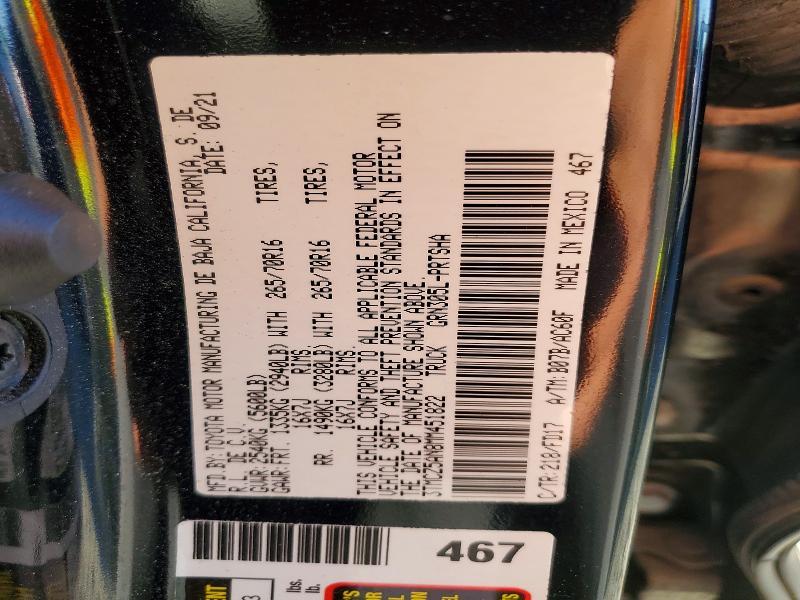 MFD.BY:TOYOTA MOTOR MANUFACTURING DE BAJA CALIFORNIA, S. DE
R.L. DE C.V. DATE: 09/21
GVWR:2540KG (5600LB)
GAWR:FRT. 1335KG (2940LB) WITH 265/70R16 TIRES,
16X7J RIMS
RR. 1490KG (3280LB) WITH 265/70R16 TIRES,
16X7J RIMS
THIS VEHICLE CONFORMS TO ALL APPLICABLE FEDERAL MOTOR
VEHICLE SAFETY AND THEFT PREVENTION STANDARDS IN EFFECT ON
THE DATE OF MANUFACTURE SHOWN ABOVE.
3TMCZ5AN8MM451822 TRUCK GRN305L-PRTSHA
C/TR:218/FD17 A/TM:B07B/AC60F MADE IN MEXICO 467
467
lbs.
lb.